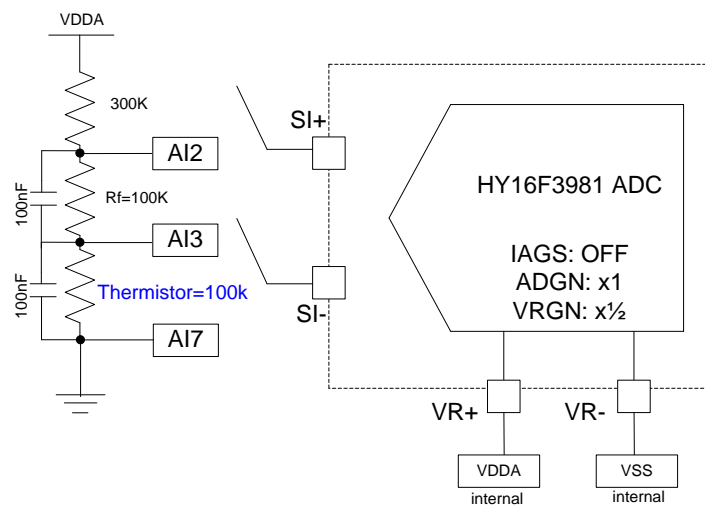 VDDA
300K
AI2
100nF
Rf=100K
AI3
100nF
Thermistor=100k
AI7
SI+
SI-
HY16F3981 ADC
IAGS: OFF
ADGN: x1
VRGN: x½
VR+
VR-
VDDA
internal
VSS
internal